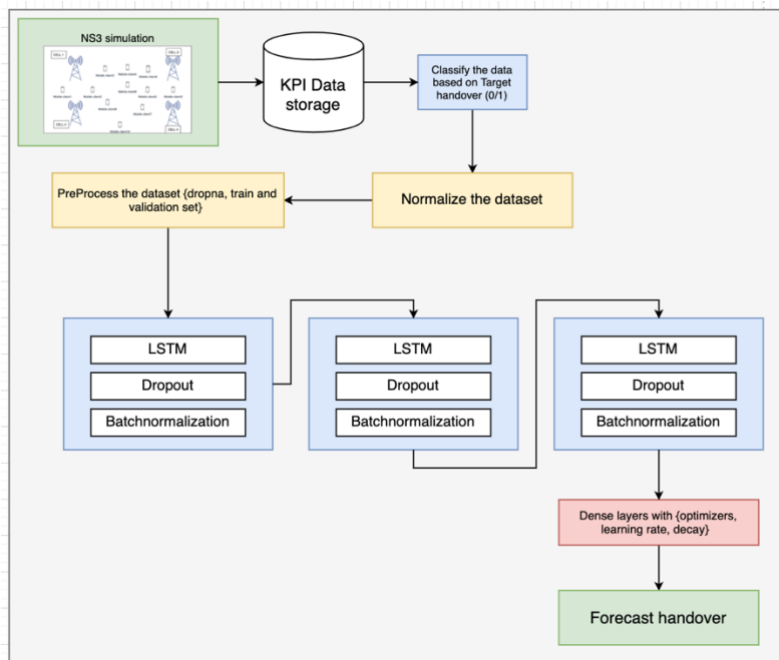 NS3 simulation
KPI Data
storage
Classify the data
based on Target
handover (0/1)
PreProcess the dataset {dropna, train and
validation set}
Normalize the dataset
LSTM
Dropout
Batchnormalization
LSTM
Dropout
Batchnormalization
LSTM
Dropout
Batchnormalization
Dense layers with {optimizers,
learning rate, decay}
Forecast handover